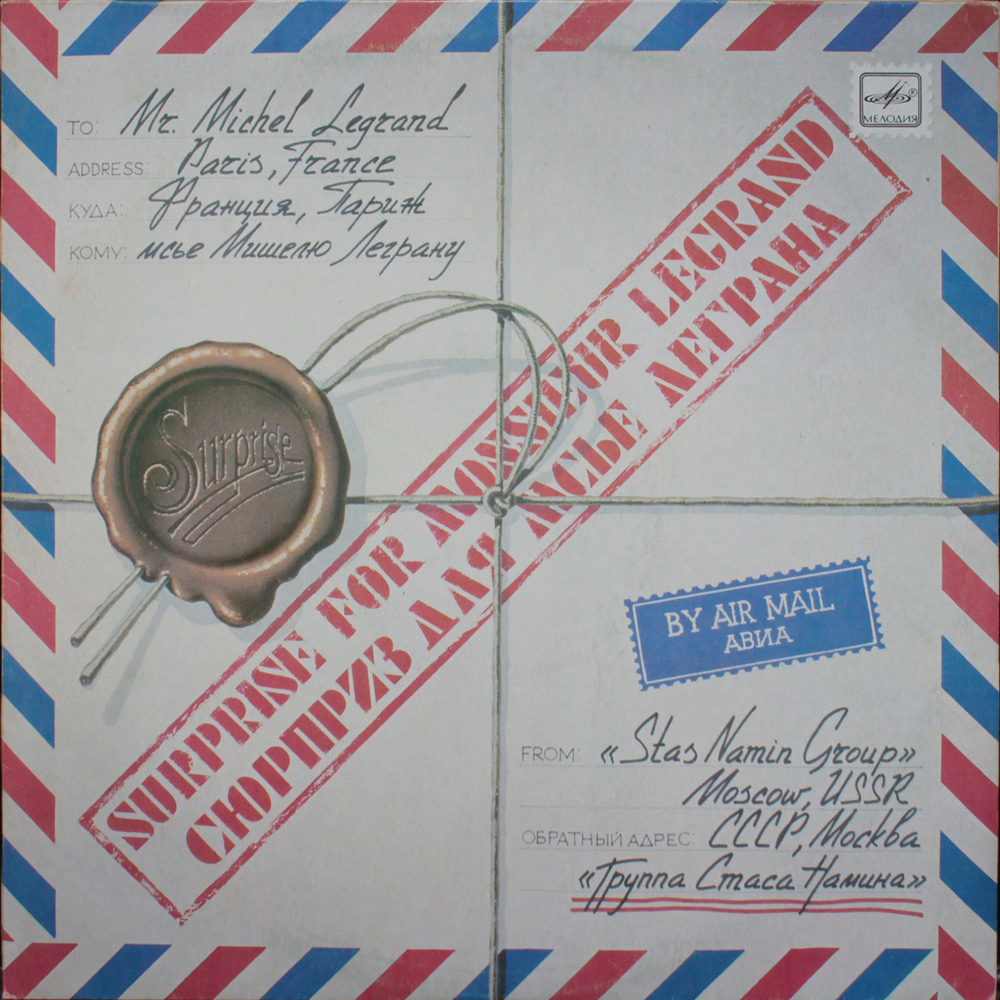 TO: Mr. Michel Legrand
ADDRESS: Paris, France
КУДА: Франция, Париж
КОМУ: мсье Мишелю Леграну
МЕЛОДИЯ
SURPRISE FOR MONSIEUR LEGRAND
СЮРПРИЗ ДЛЯ МСЬЕ ЛЕГРАНА
Surprise
BY AIR MAIL
АВИА
FROM: «Stas Namin Group»
Moscow, USSR
ОБРАТНЫЙ АДРЕС: СССР, Москва
«Группа Стаса Намина»